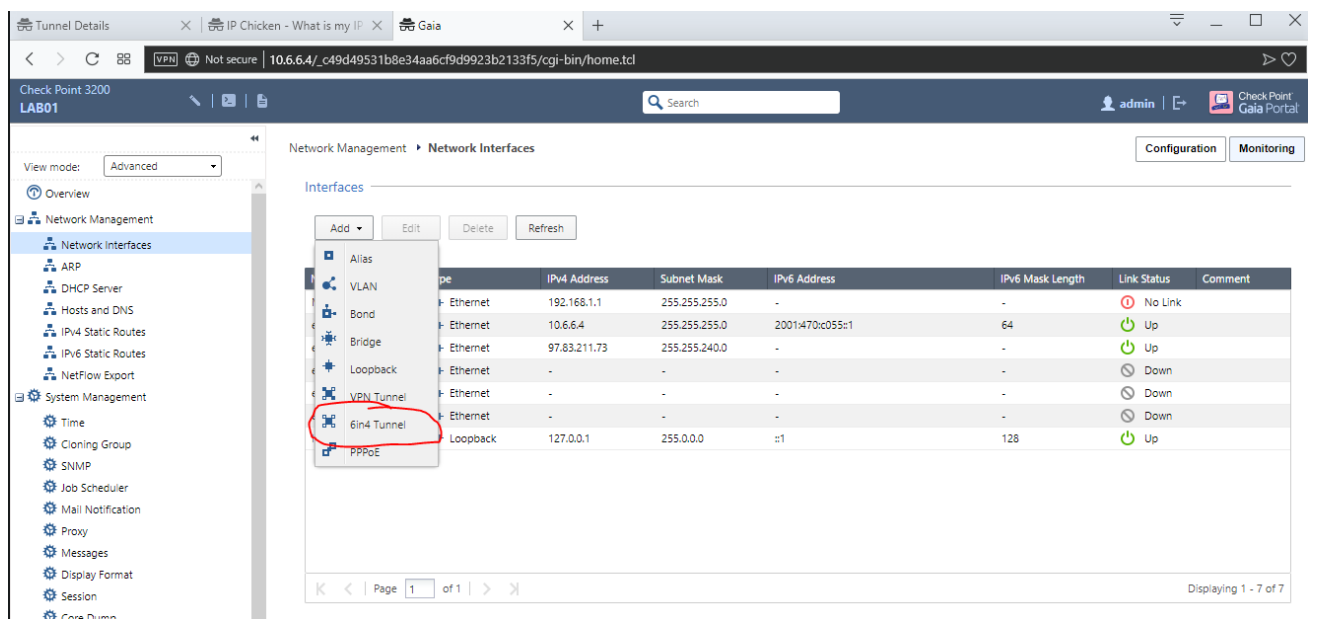 Tunnel Details
IP Chicken - What is my IP
Gaia
VPN Not secure 10.6.6.4/_c49d49531b8e34aa6cf9d9923b2133f5/cgi-bin/home.tcl
Check Point 3200
LAB01
Search
admin
Check Point
Gaia Portal
View mode: Advanced
Overview
Network Management
Network Interfaces
ARP
DHCP Server
Hosts and DNS
IPv4 Static Routes
IPv6 Static Routes
NetFlow Export
System Management
Time
Cloning Group
SNMP
Job Scheduler
Mail Notification
Proxy
Messages
Display Format
Session
Core Dump
Network Management Network Interfaces
Configuration Monitoring
Interfaces
Add Edit Delete Refresh
Alias
VLAN
Bond
Bridge
Loopback
VPN Tunnel
6in4 Tunnel
PPPoE
IPv4 Address Subnet Mask IPv6 Address IPv6 Mask Length Link Status Comment
Ethernet 192.168.1.1 255.255.255.0 - - No Link
Ethernet 10.6.6.4 255.255.255.0 2001:470:c055::1 64 Up
Ethernet 97.83.211.73 255.255.240.0 - - Up
Ethernet - - - - Down
Ethernet - - - - Down
Ethernet - - - - Down
Loopback 127.0.0.1 255.0.0.0 ::1 128 Up
Page 1 of 1
Displaying 1 - 7 of 7